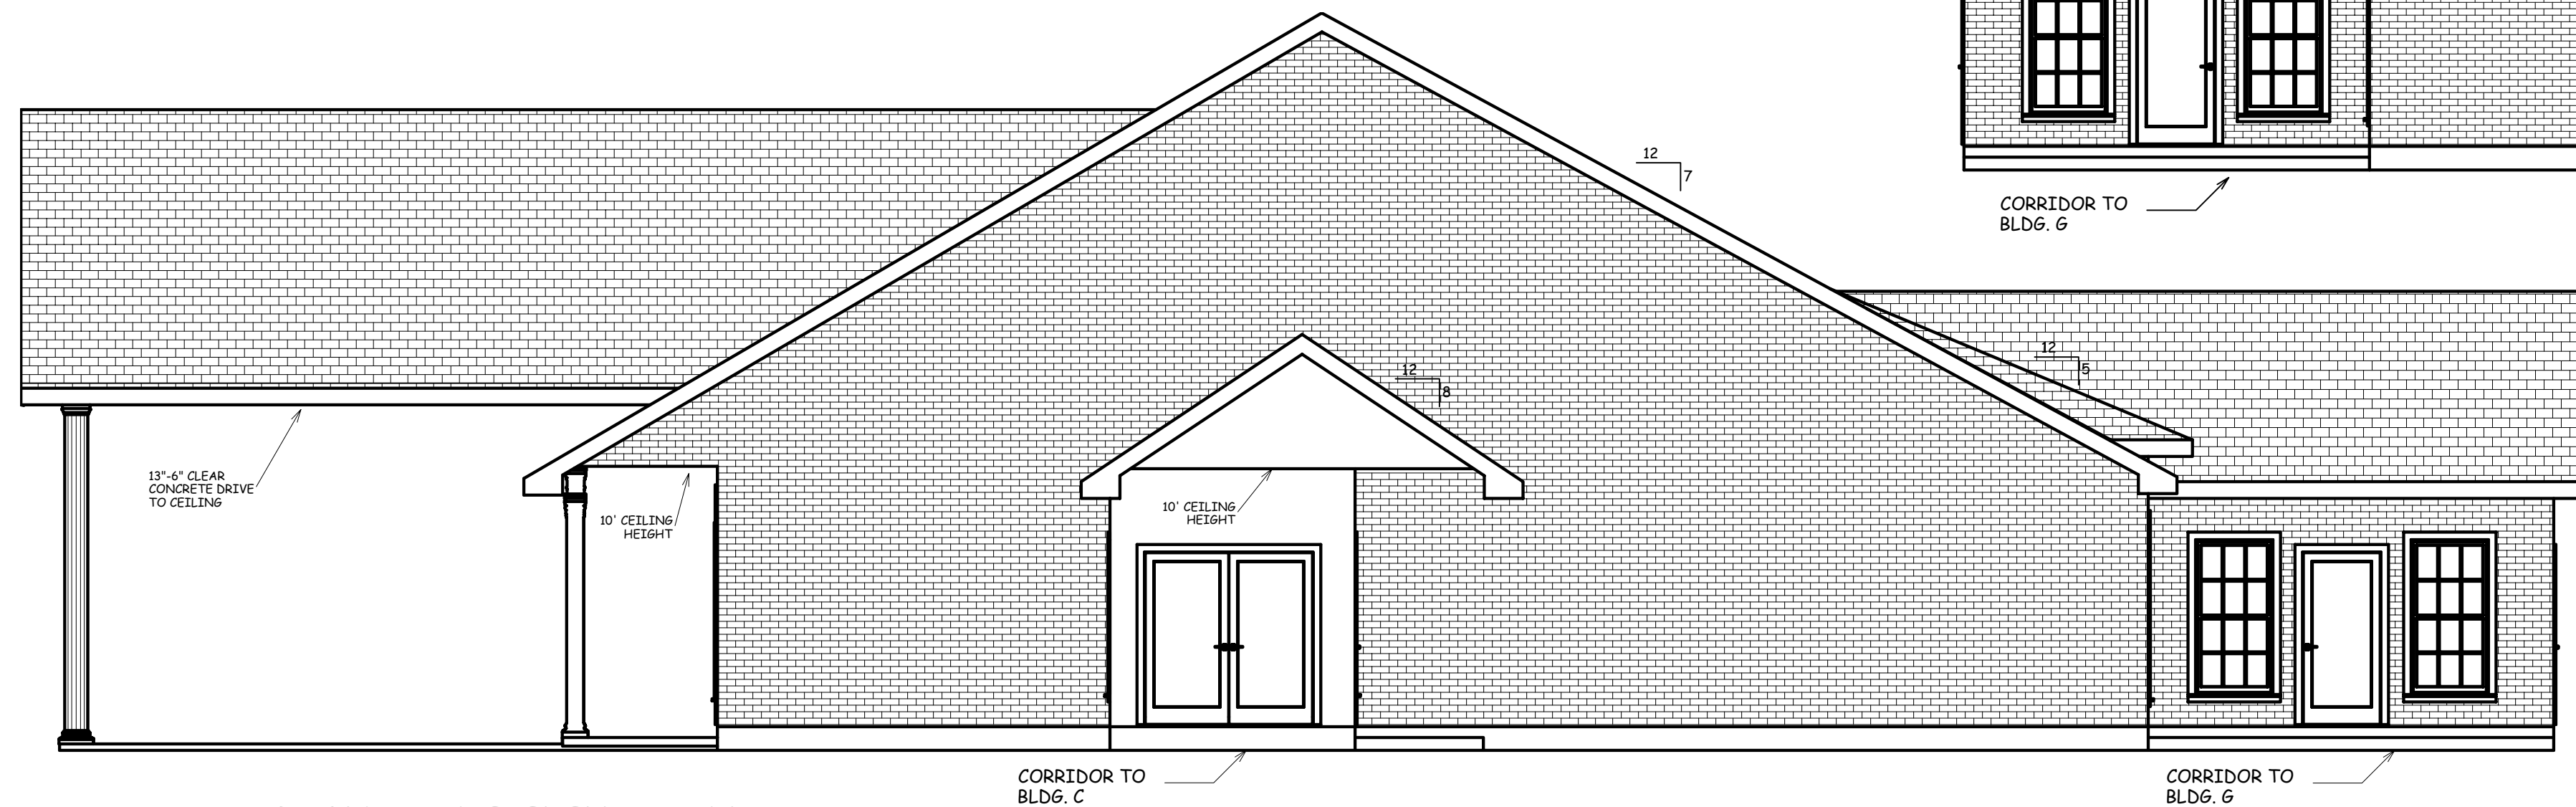 12
7
CORRIDOR TO
BLDG. G
12
5
12
8
13"-6" CLEAR
CONCRETE DRIVE
TO CEILING
10' CEILING
HEIGHT
10' CEILING
HEIGHT
CORRIDOR TO
BLDG. C
CORRIDOR TO
BLDG. G